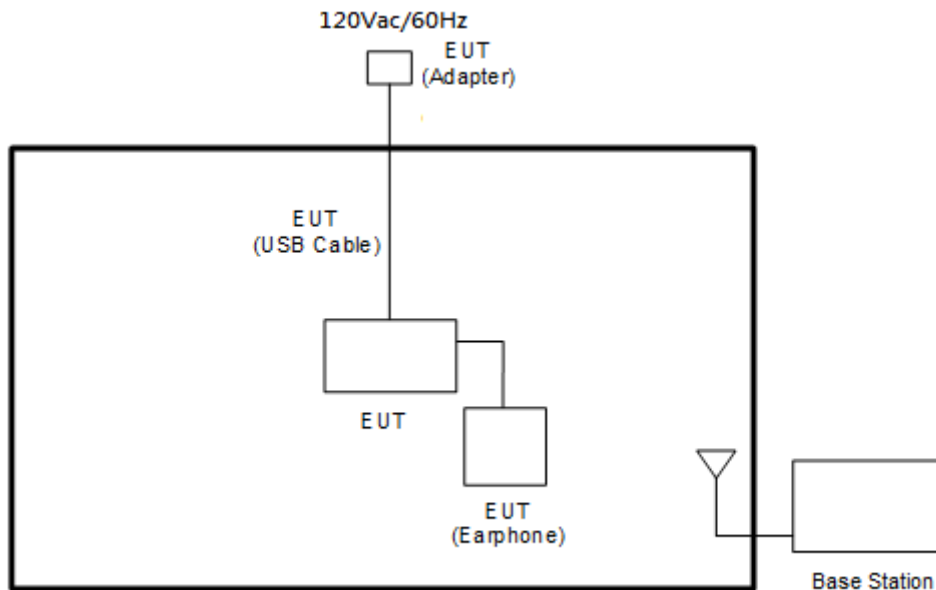 120Vac/60Hz
EUT
(Adapter)
EUT
(USB Cable)
EUT
EUT
(Earphone)
Base Station